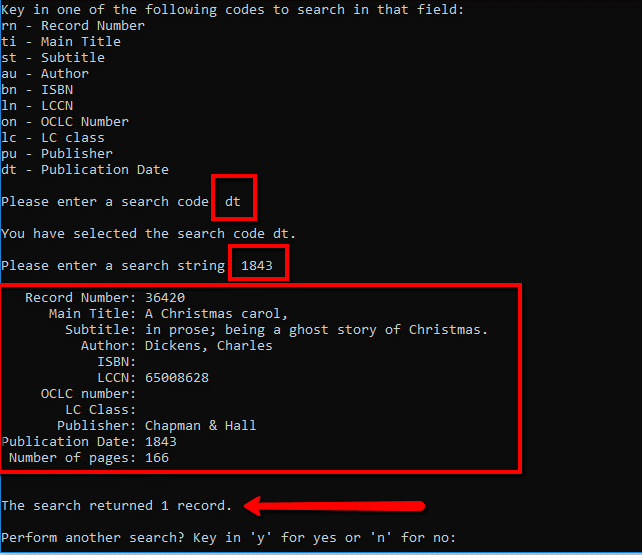 Key in one of the following codes to search in that field:
rn - Record Number
ti - Main Title
st - Subtitle
au - Author
bn - ISBN
ln - LCCN
on - OCLC Number
lc - LC class
pu - Publisher
dt - Publication Date
Please enter a search code dt
You have selected the search code dt.
Please enter a search string 1843
Record Number: 36420
Main Title: A Christmas carol,
Subtitle: in prose; being a ghost story of Christmas.
Author: Dickens, Charles
ISBN:
LCCN: 65008628
OCLC number:
LC Class:
Publisher: Chapman & Hall
Publication Date: 1843
Number of pages: 166
The search returned 1 record.
Perform another search? Key in 'y' for yes or 'n' for no: